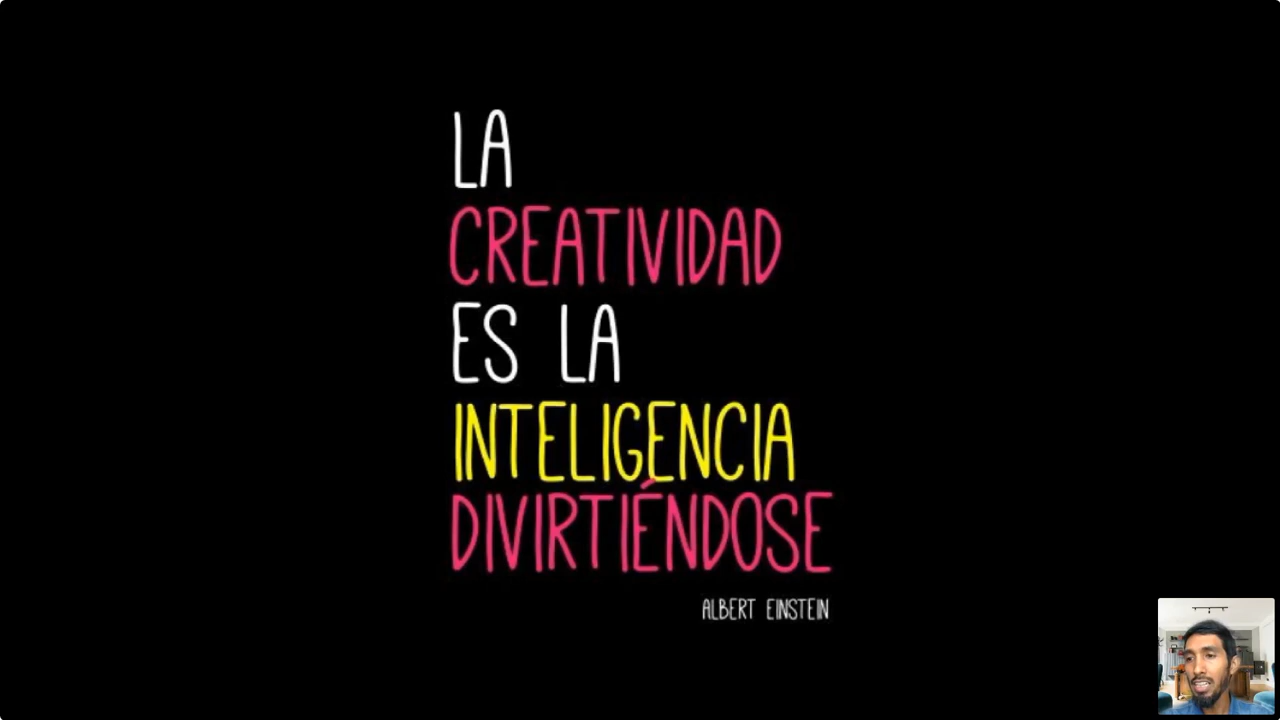 LA
CREATIVIDAD
ES LA
INTELIGENCIA
DIVIRTIÉNDOSE
ALBERT EINSTEIN